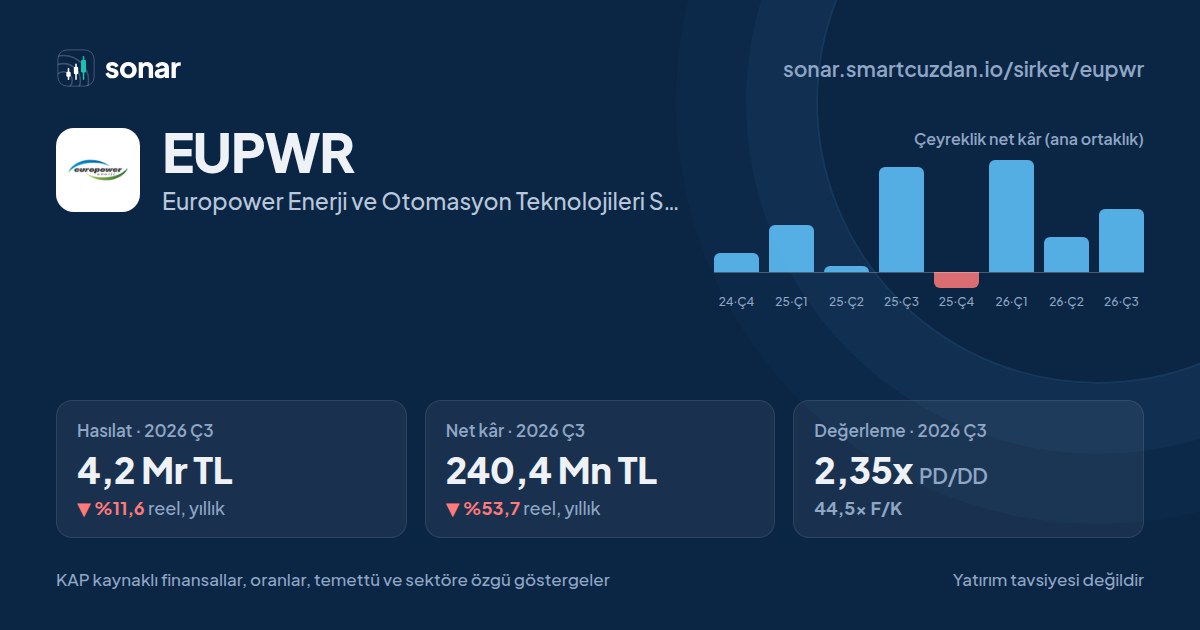 sonar
sonar.smartcuzdan.io/sirket/eupwr
europower
EUPWR
Europower Enerji ve Otomasyon Teknolojileri S...
Çeyreklik net kâr (ana ortaklık)
24·Ç4 25·Ç1 25·Ç2 25·Ç3 25·Ç4 26·Ç1 26·Ç2 26·Ç3
Hasılat · 2026 Ç3
4,2 Mr TL
▼ %11,6 reel, yıllık
Net kâr · 2026 Ç3
240,4 Mn TL
▼ %53,7 reel, yıllık
Değerleme · 2026 Ç3
2,35x PD/DD
44,5× F/K
KAP kaynaklı finansallar, oranlar, temettü ve sektöre özgü göstergeler
Yatırım tavsiyesi değildir